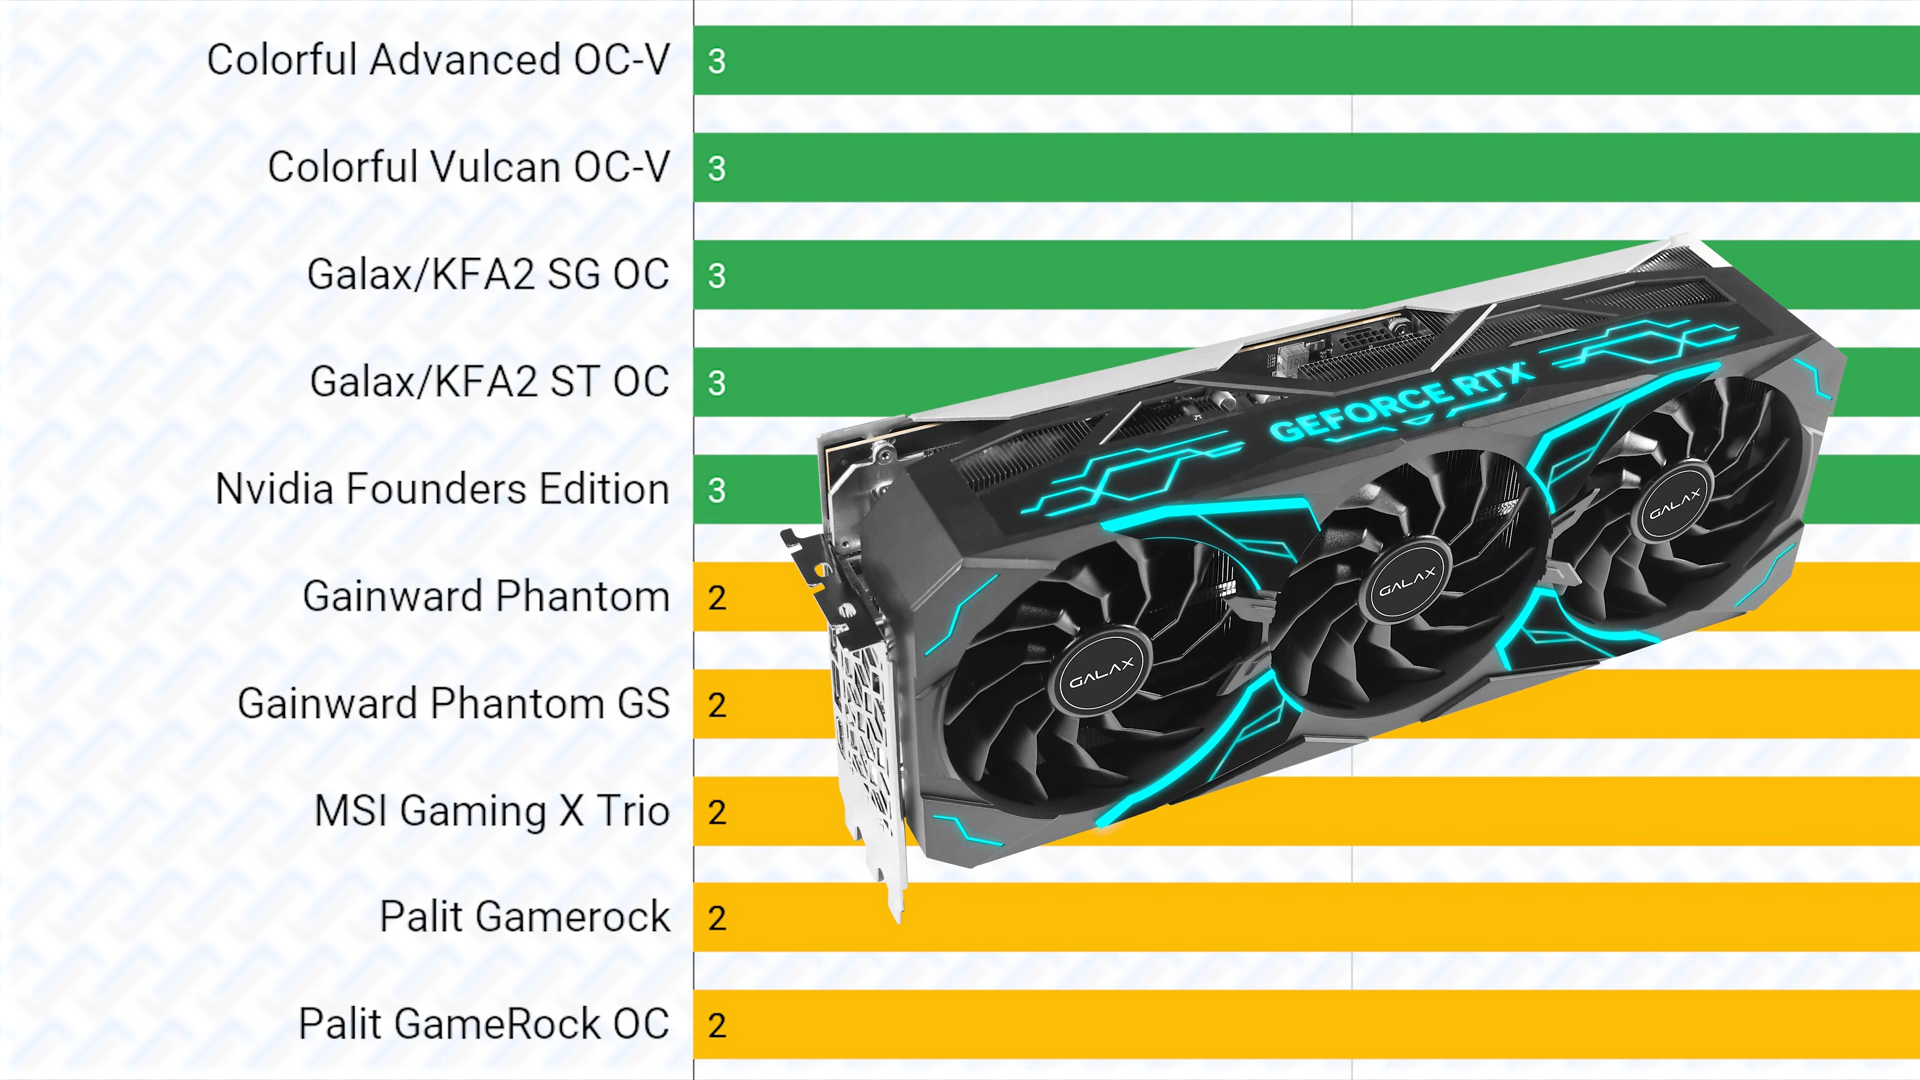 Colorful Advanced OC-V 3
Colorful Vulcan OC-V 3
Galax/KFA2 SG OC 3
Galax/KFA2 ST OC 3
Nvidia Founders Edition 3
Gainward Phantom 2
Gainward Phantom GS 2
MSI Gaming X Trio 2
Palit Gamerock 2
Palit GameRock OC 2
GEFORCE RTX
GALAX
GALAX
GALAX